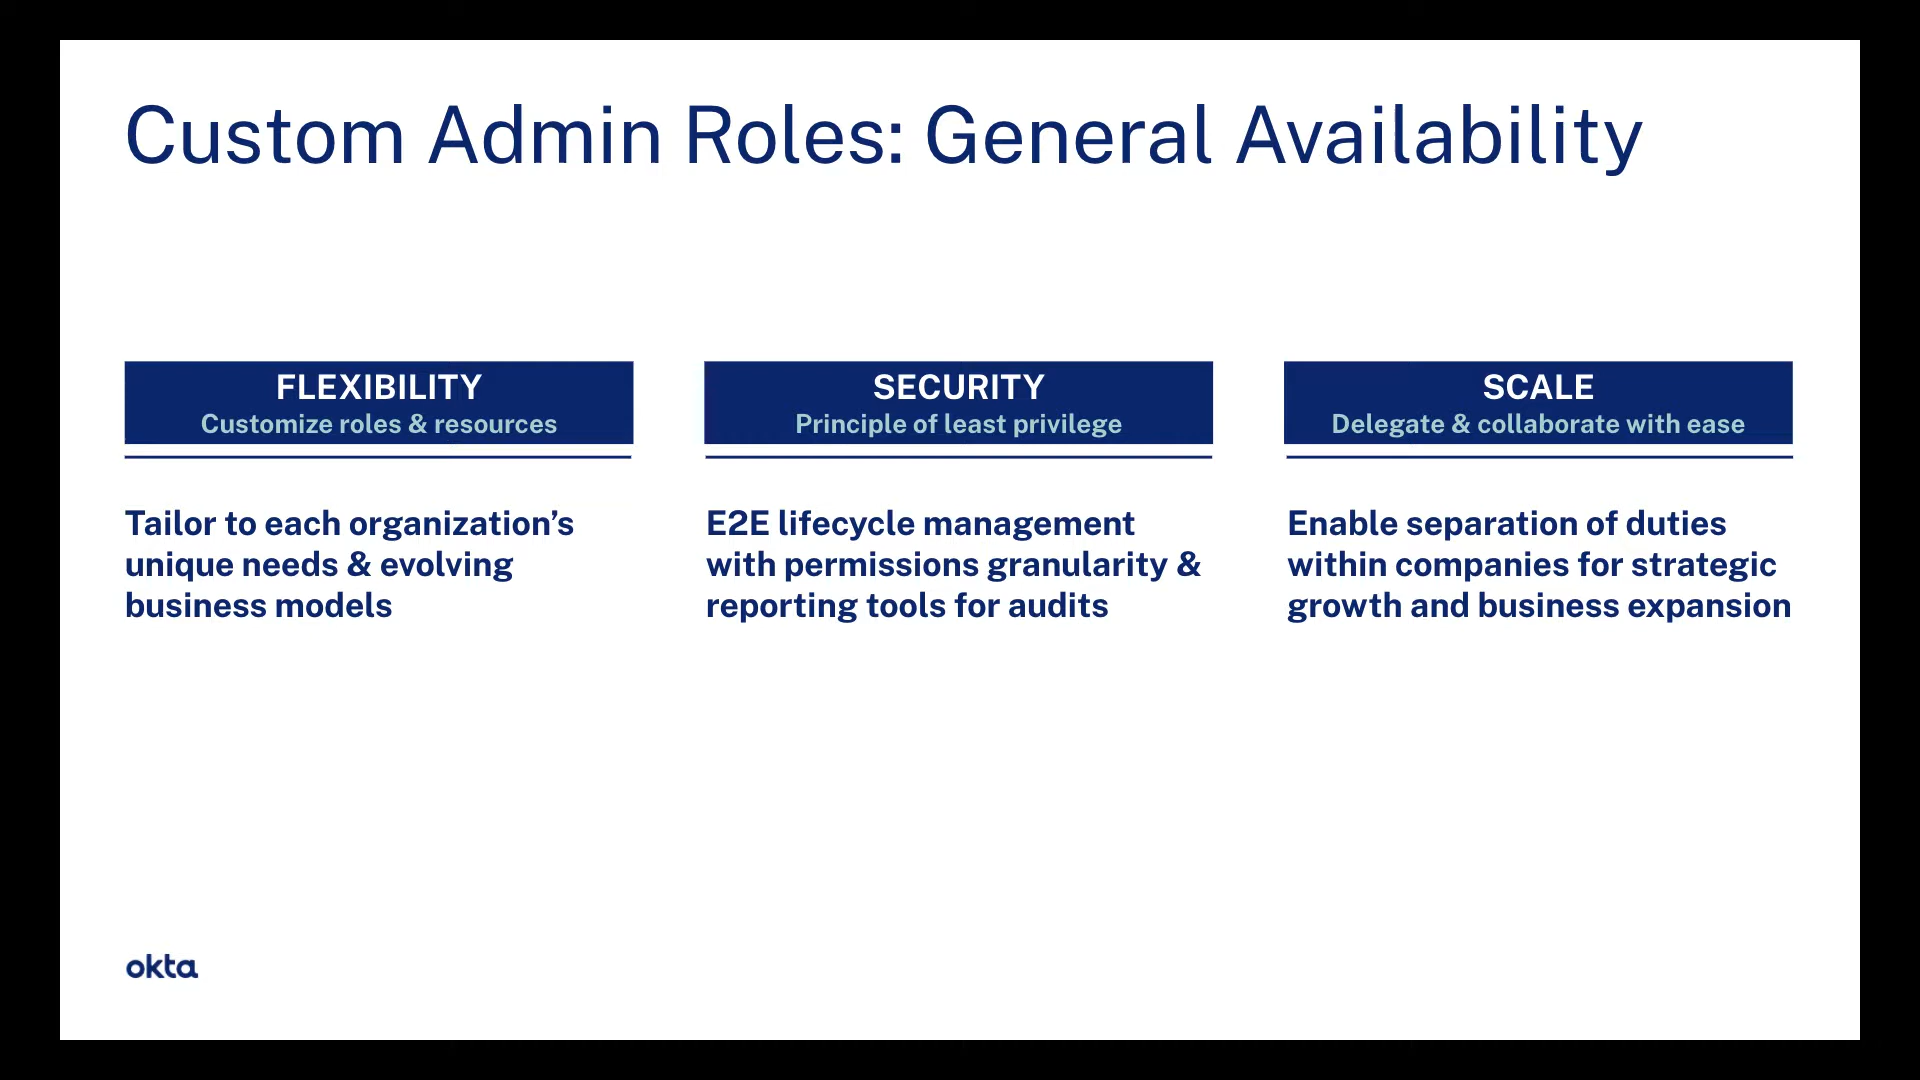 Custom Admin Roles: General Availability
FLEXIBILITY
Customize roles & resources
Tailor to each organization’s
unique needs & evolving
business models
SECURITY
Principle of least privilege
E2E lifecycle management
with permissions granularity &
reporting tools for audits
SCALE
Delegate & collaborate with ease
Enable separation of duties
within companies for strategic
growth and business expansion
okta